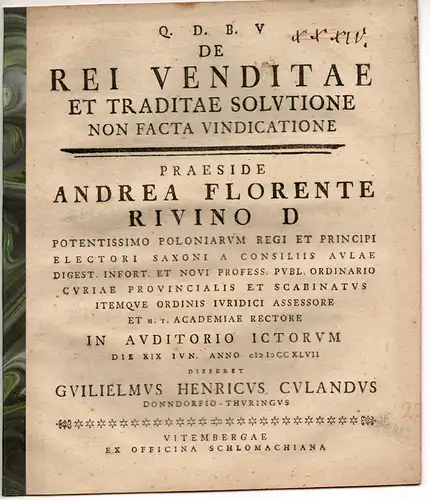 Q. D. B. V
xxxiv.
DE
REI VENDITAE
ET TRADITAE SOLVTIONE
NON FACTA VINDICATIONE
PRAESIDE
ANDREA FLORENTE
RIVINO D
POTENTISSIMO POLONIARVM REGI ET PRINCIPI
ELECTORI SAXONI A CONSILIIS AVLAE
DIGEST. INFORT. ET NOVI PROFESS. PVBL. ORDINARIO
CVRIAE PROVINCIALIS ET SCABINATVS
ITEMQVE ORDINIS IVRIDICI ASSESSORE
ET H. T. ACADEMIAE RECTORE
IN AVDITORIO ICTORVM
DIE XIX IVN. ANNO CIↃIↃCCXLVII
DISSERET
GVILIELMVS HENRICVS CVLANDVS
DONNDORFIO-THVRINGVS
VITEMBERGAE
EX OFFICINA SCHLOMACHIANA